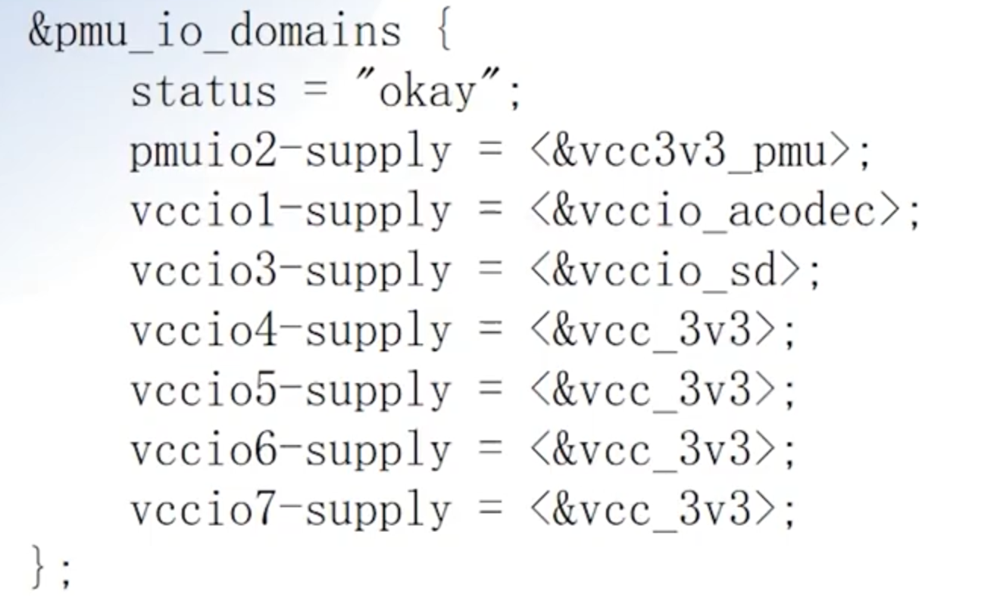 &pmu_io_domains {
status = "okay";
pmuio2-supply = <&vcc3v3_pmu>;
vccio1-supply = <&vccio_acodec>;
vccio3-supply = <&vccio_sd>;
vccio4-supply = <&vcc_3v3>;
vccio5-supply = <&vcc_3v3>;
vccio6-supply = <&vcc_3v3>;
vccio7-supply = <&vcc_3v3>;
};